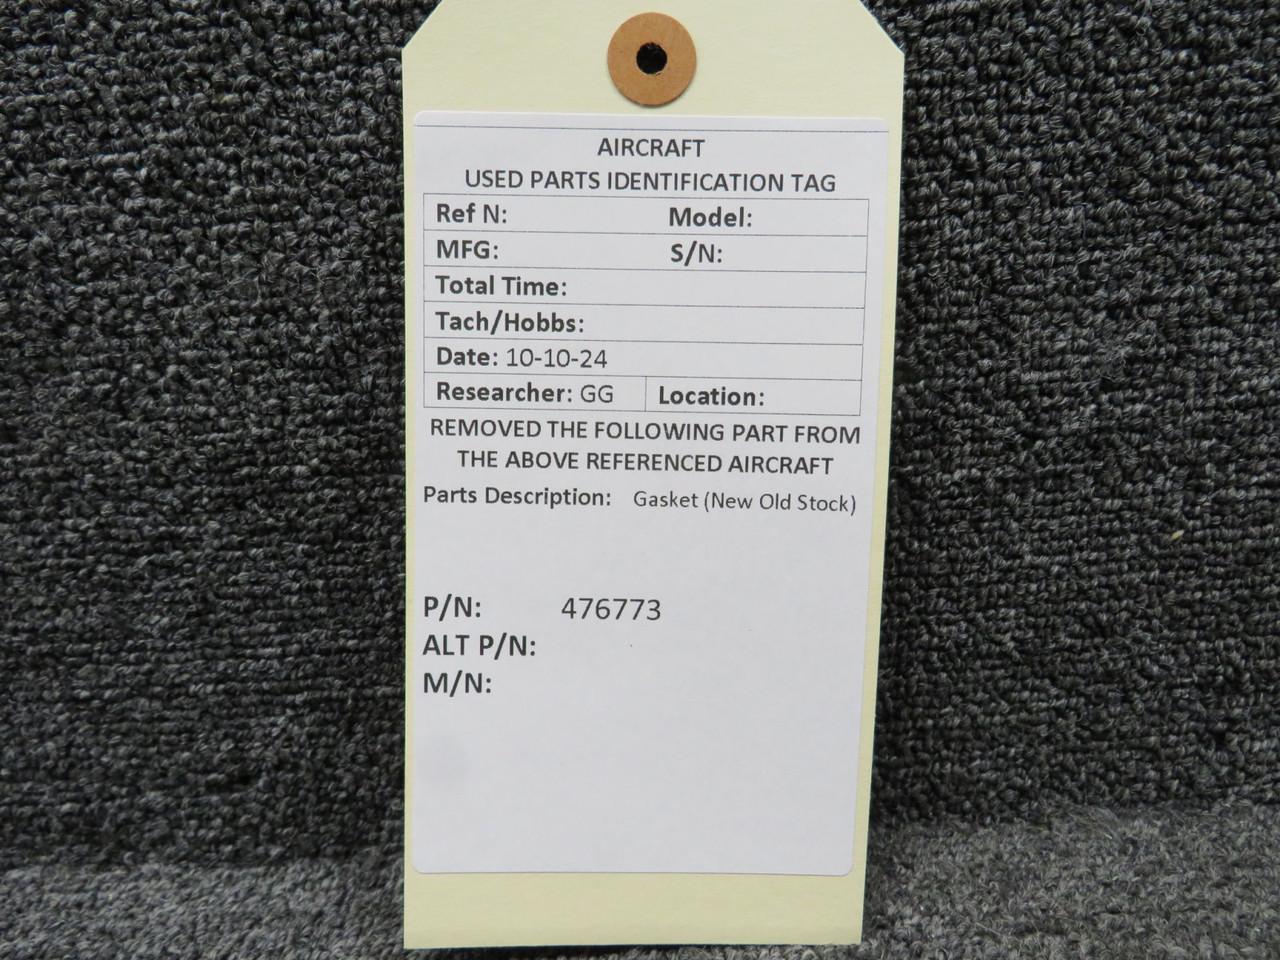 AIRCRAFT
USED PARTS IDENTIFICATION TAG
Ref N: Model:
MFG: S/N:
Total Time:
Tach/Hobbs:
Date: 10-10-24
Researcher: GG Location:
REMOVED THE FOLLOWING PART FROM
THE ABOVE REFERENCED AIRCRAFT
Parts Description: Gasket (New Old Stock)
P/N: 476773
ALT P/N:
M/N: